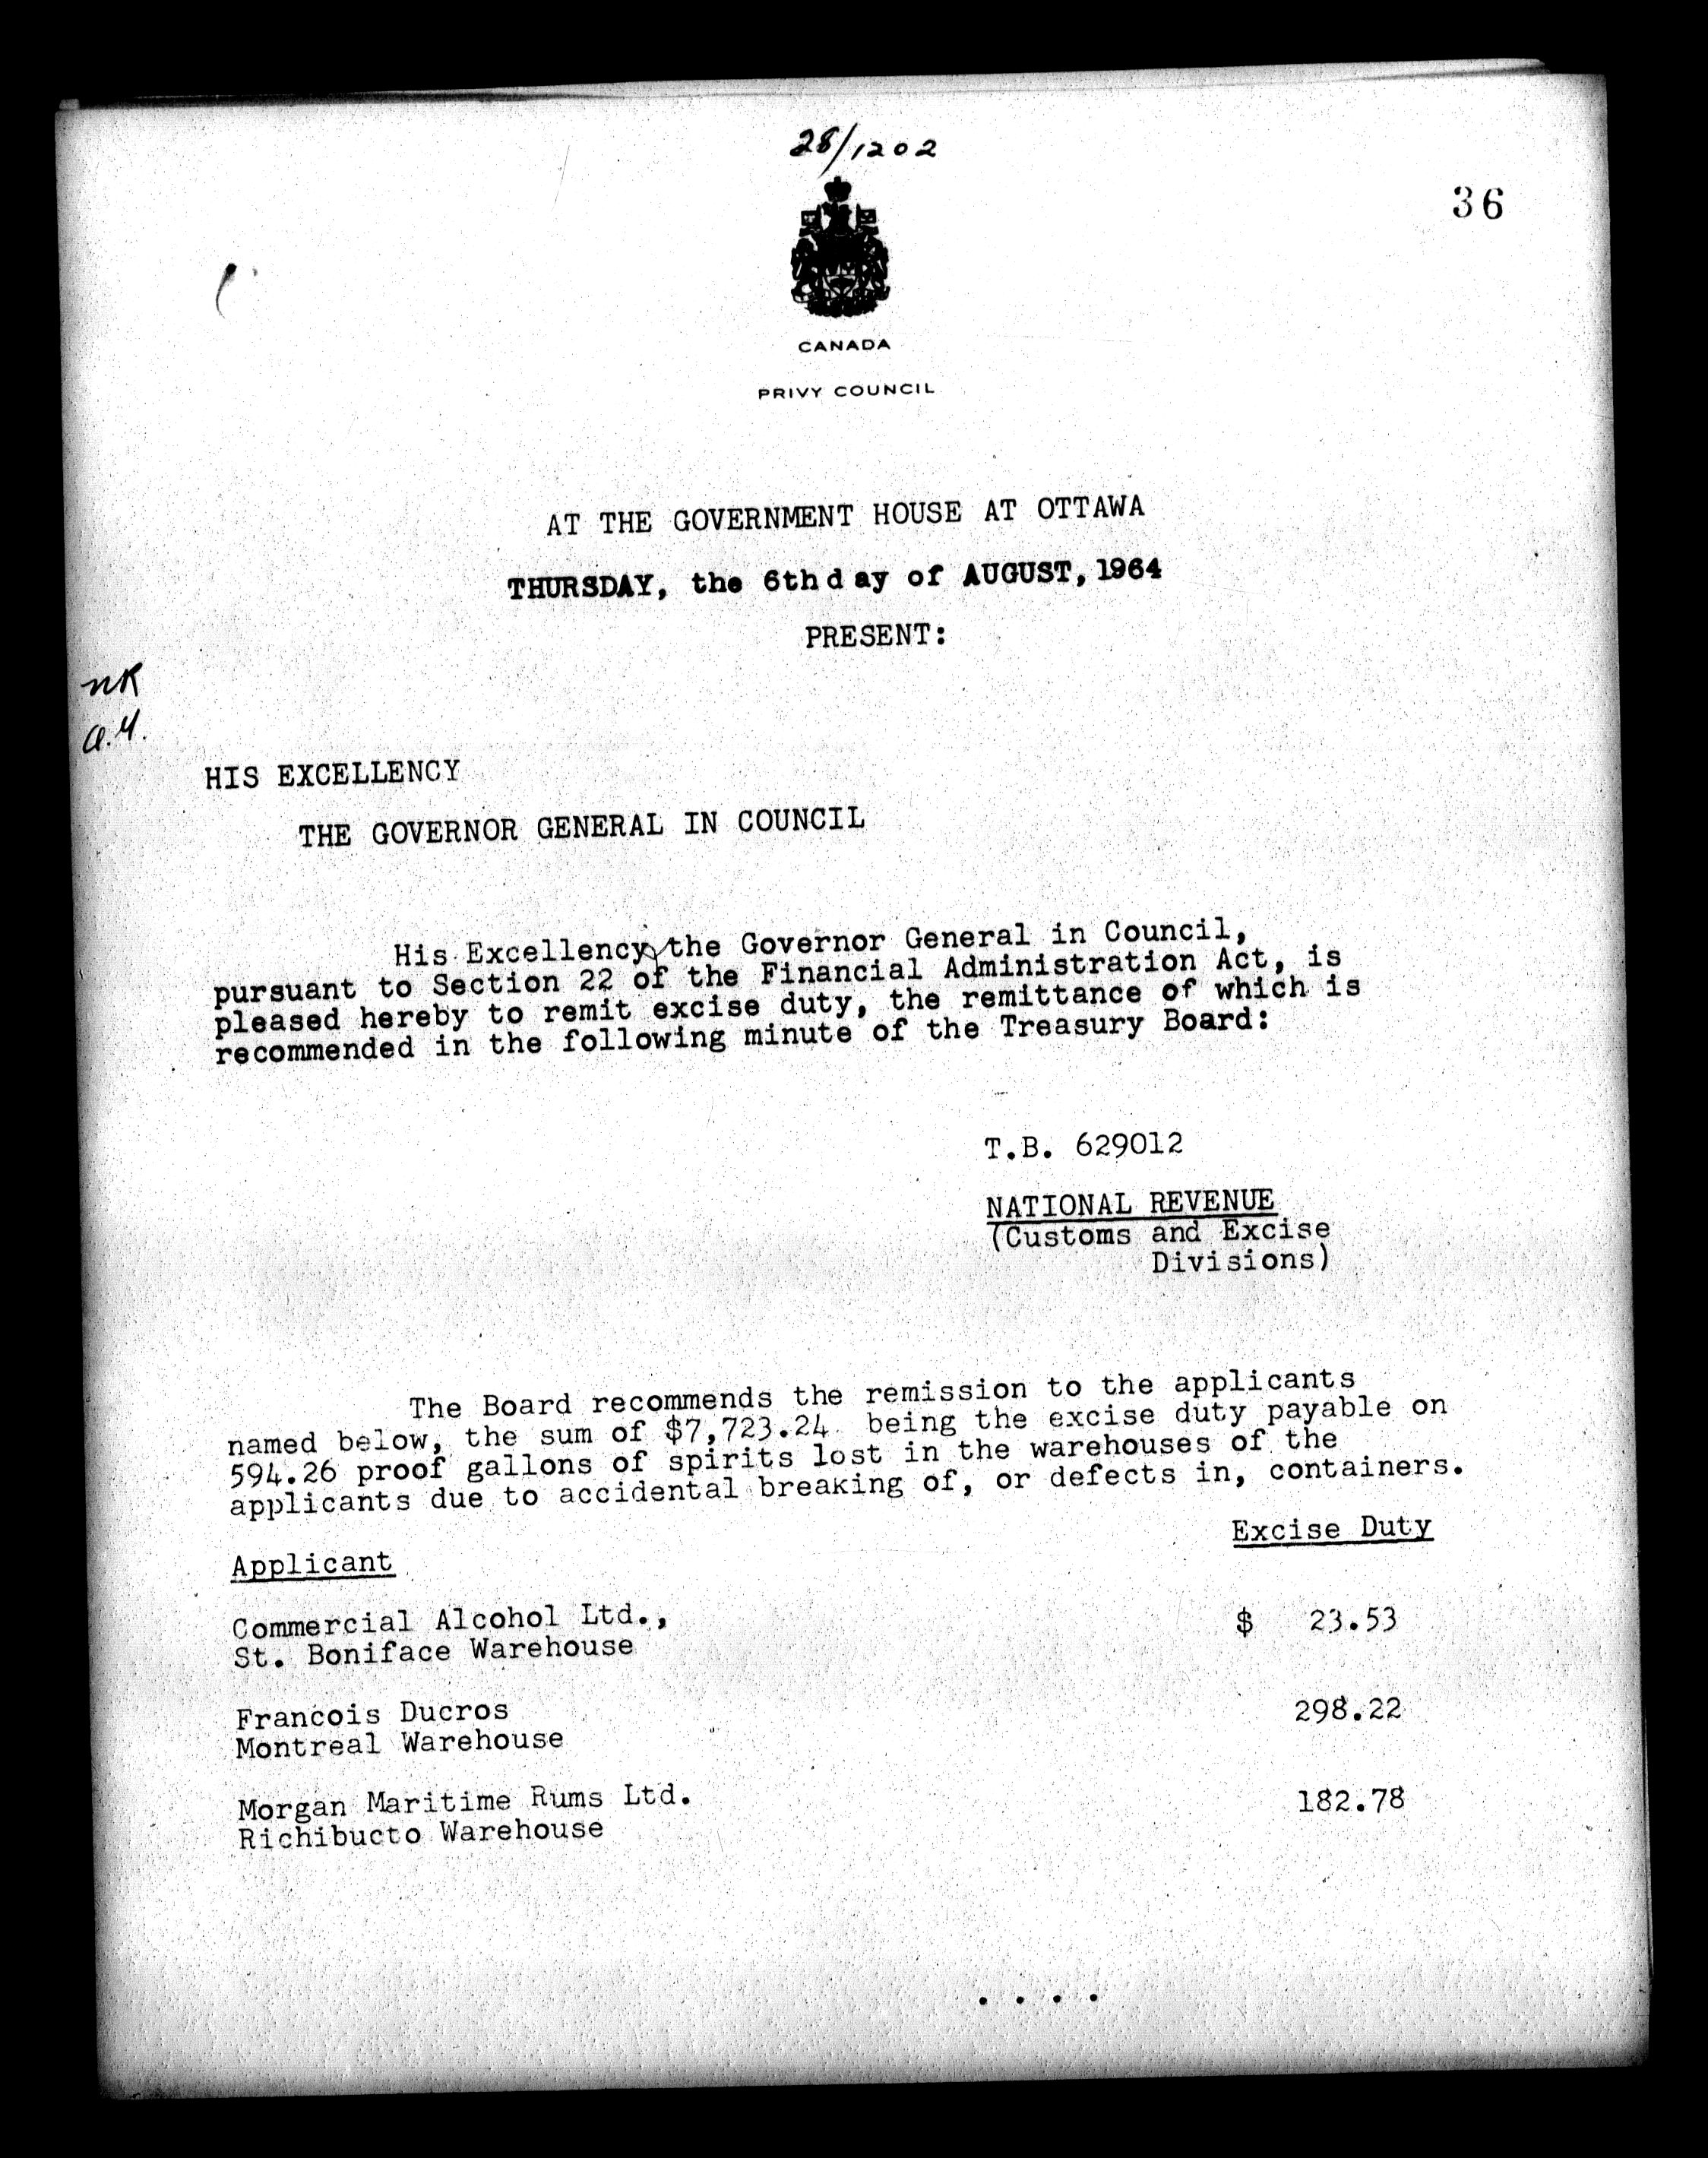 28/1202
36
CANADA
PRIVY COUNCIL
AT THE GOVERNMENT HOUSE AT OTTAWA
THURSDAY, the 6th day of AUGUST, 1964
PRESENT:
NR
a.y.
HIS EXCELLENCY
THE GOVERNOR GENERAL IN COUNCIL
His Excellency the Governor General in Council,
pursuant to Section 22 of the Financial Administration Act, is
pleased hereby to remit excise duty, the remittance of which is
recommended in the following minute of the Treasury Board:
T.B. 629012
NATIONAL REVENUE
(Customs and Excise
Divisions)
The Board recommends the remission to the applicants
named below, the sum of $7,723.24 being the excise duty payable on
594.26 proof gallons of spirits lost in the warehouses of the
applicants due to accidental breaking of, or defects in, containers.
Excise Duty
Applicant
Commercial Alcohol Ltd., $ 23.53
St. Boniface Warehouse
Francois Ducros 298.22
Montreal Warehouse
Morgan Maritime Rums Ltd. 182.78
Richibucto Warehouse
. . . .